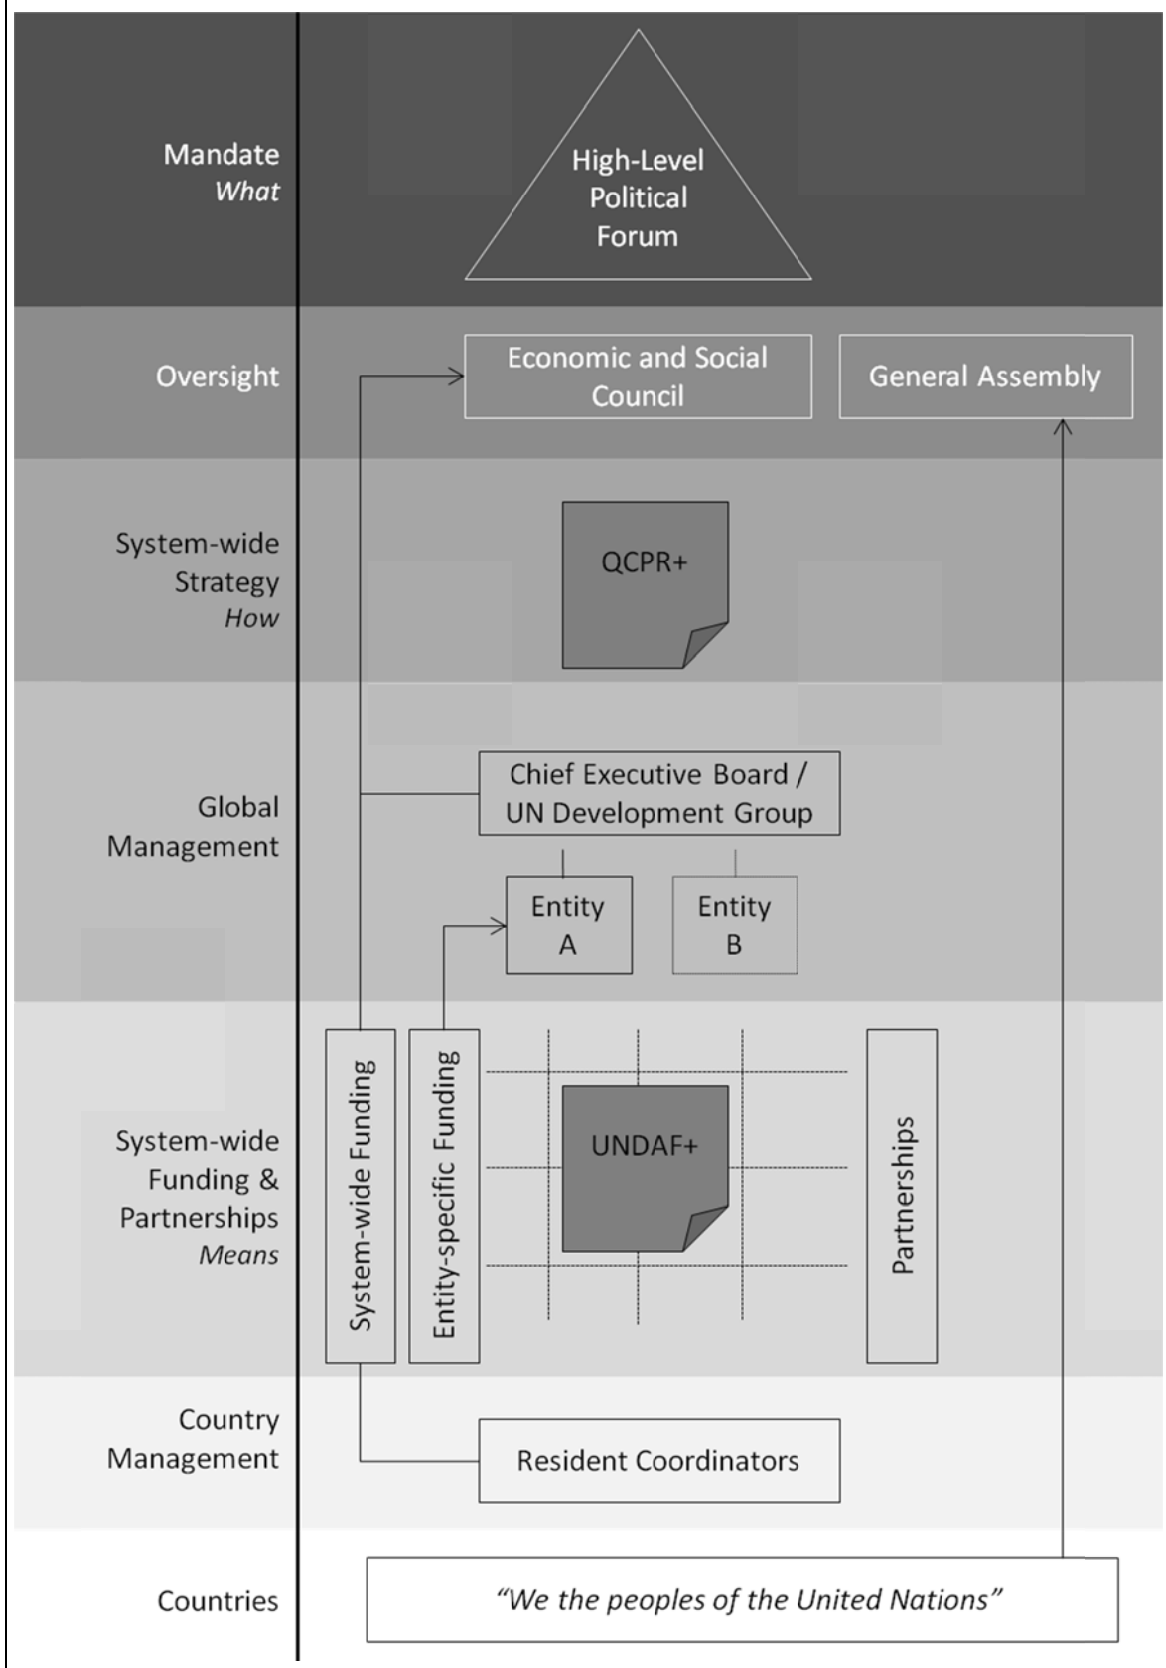 Mandate
What
High-Level
Political
Forum
Oversight
Economic and Social
Council
General Assembly
System-wide
Strategy
How
QCPR+
Global
Management
Chief Executive Board /
UN Development Group
Entity
A
Entity
B
System-wide
Funding &
Partnerships
Means
System-wide Funding
Entity-specific Funding
UNDAF+
Partnerships
Country
Management
Resident Coordinators
Countries
“We the peoples of the United Nations”